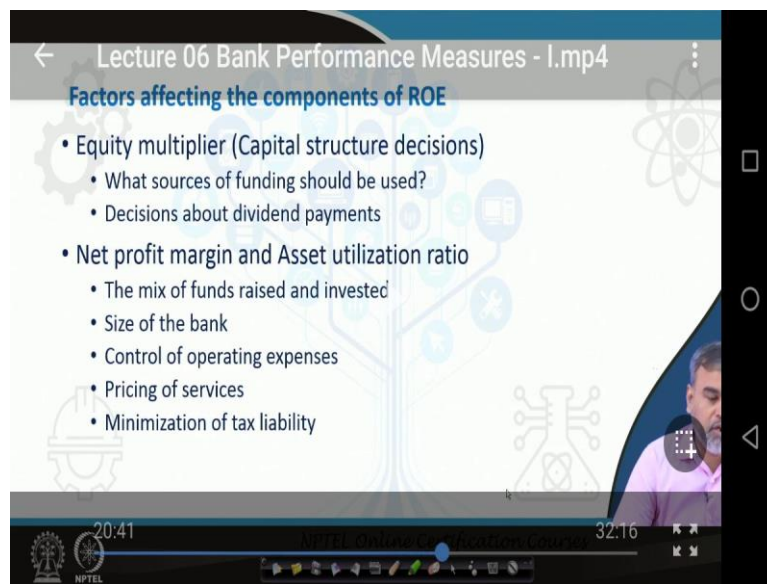 Lecture 06 Bank Performance Measures - I.mp4
Factors affecting the components of ROE
• Equity multiplier (Capital structure decisions)
• What sources of funding should be used?
• Decisions about dividend payments
• Net profit margin and Asset utilization ratio
• The mix of funds raised and invested
• Size of the bank
• Control of operating expenses
• Pricing of services
• Minimization of tax liability
20:41
NPTEL Online Certification Courses
32:16
NPTEL